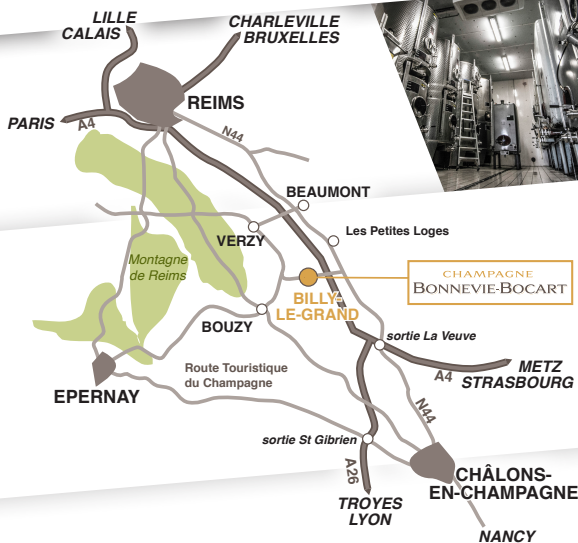 LILLE
CALAIS
CHARLEVILLE
BRUXELLES
REIMS
PARIS
A4
N44
BEAUMONT
VERZY
Les Petites Loges
Montagne
de Reims
CHAMPAGNE
BONNEVIE-BOCART
BILLY-
LE-GRAND
BOUZY
sortie La Veuve
Route Touristique
du Champagne
METZ
STRASBOURG
A4
EPERNAY
N44
sortie St Gibrien
A26
CHÂLONS-
EN-CHAMPAGNE
TROYES
LYON
NANCY